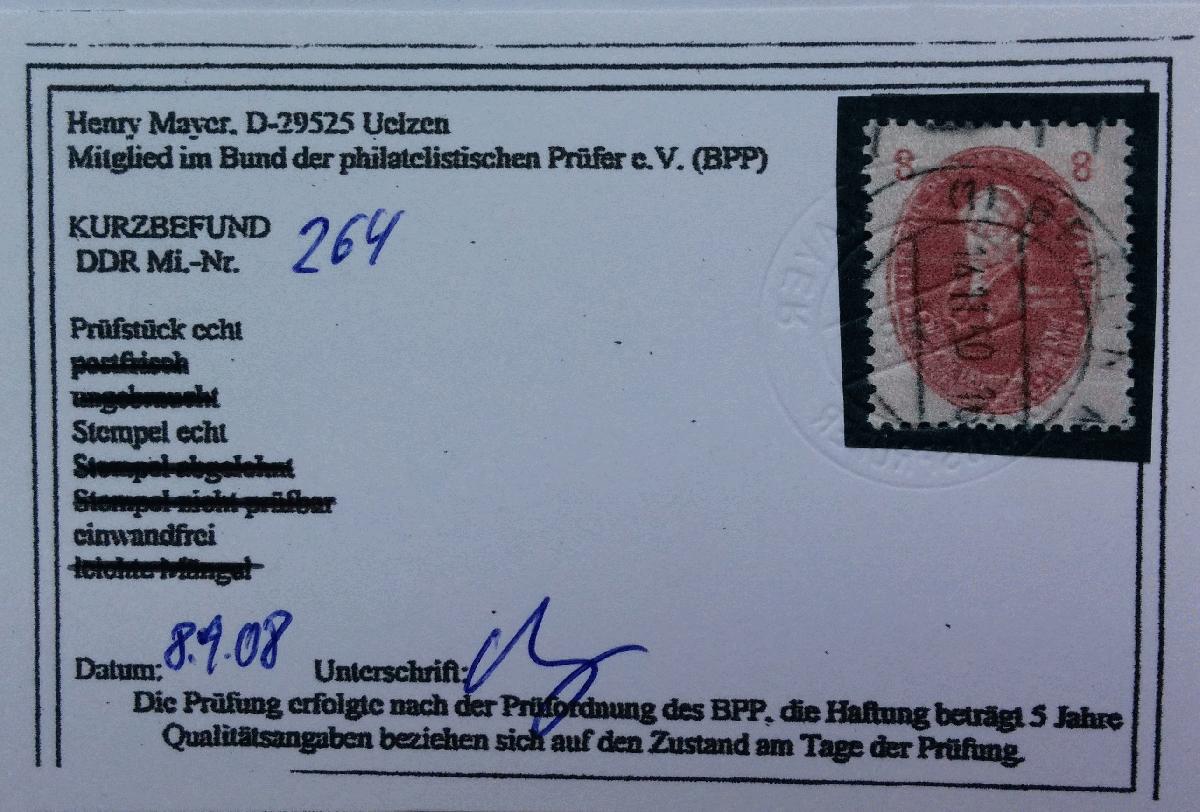 Henry Mayer, D-29525 Uelzen
Mitglied im Bund der philatelistischen Prüfer e.V. (BPP)
KURZBEFUND
DDR Mi.-Nr. 264
Prüfstück echt
postfrisch
ungebraucht
Stempel echt
Stempel abgelehnt
Stempel nicht prüfbar
einwandfrei
leichte Mängel
Datum: 8.9.08 Unterschrift:
Die Prüfung erfolgte nach der Prüfordnung des BPP, die Haftung beträgt 5 Jahre
Qualitätsangaben beziehen sich auf den Zustand am Tage der Prüfung.
8 8